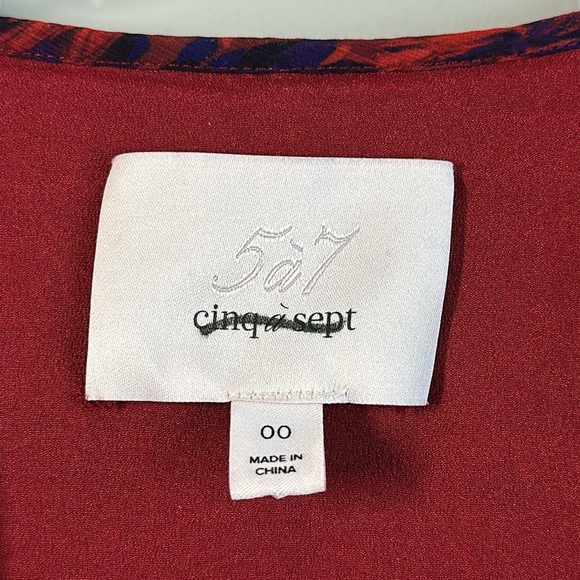 5à7
cinq à sept
00
MADE IN
CHINA